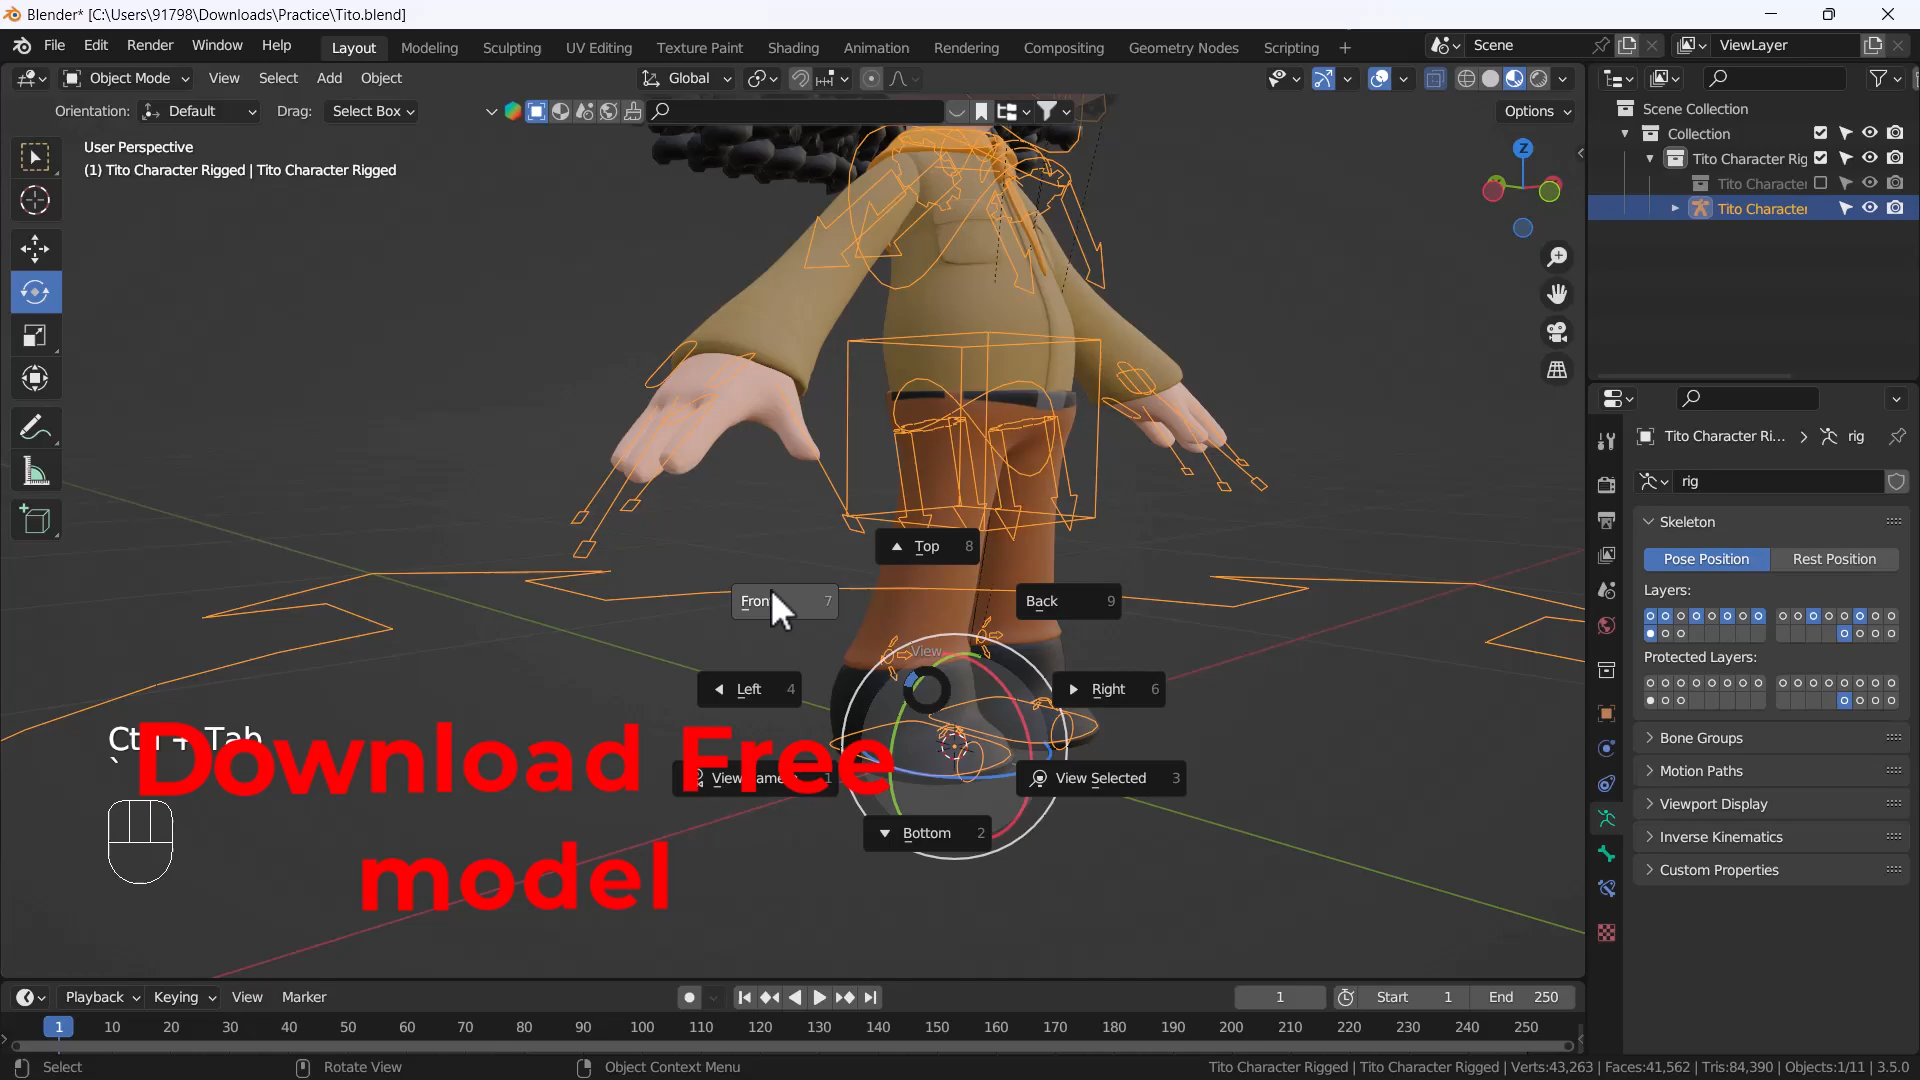 Blender* [C:\Users\91798\Downloads\Practice\Tito.blend]
File Edit Render Window Help Layout Modeling Sculpting UV Editing Texture Paint Shading Animation Rendering Compositing Geometry Nodes Scripting + Scene ViewLayer
Object Mode View Select Add Object Global
Orientation: Default Drag: Select Box Options
User Perspective
(1) Tito Character Rigged | Tito Character Rigged
Z
Scene Collection
Collection
Tito Character Rig
Tito Character
Tito Character
Tito Character Ri... > rig
rig
Skeleton
Pose Position Rest Position
Layers:
Protected Layers:
Bone Groups
Motion Paths
Viewport Display
Inverse Kinematics
Custom Properties
Top 8
Fron 7
Back 9
View
Left 4
Right 6
View Selected 3
Bottom 2
Ctrl + Tab
`
Download Free
model
Playback Keying View Marker 1 Start 1 End 250
1 10 20 30 40 50 60 70 80 90 100 110 120 130 140 150 160 170 180 190 200 210 220 230 240 250
Select Rotate View Object Context Menu Tito Character Rigged | Tito Character Rigged | Verts:43,263 | Faces:41,562 | Tris:84,390 | Objects:1/11 | 3.5.0